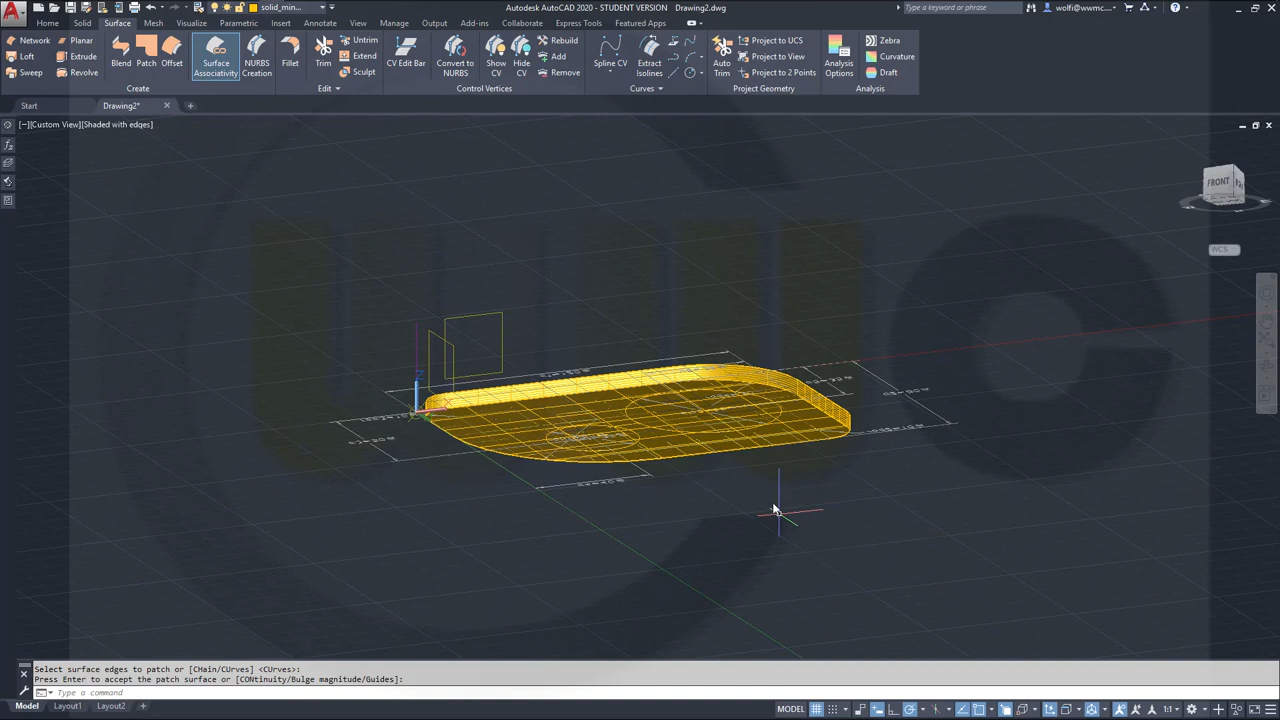 solid_min...
Autodesk AutoCAD 2020 - STUDENT VERSION Drawing2.dwg
Type a keyword or phrase
wolfi@wwmc...
Home Solid Surface Mesh Visualize Parametric Insert Annotate View Manage Output Add-ins Collaborate Express Tools Featured Apps
Network Planar
Loft Extrude
Sweep Revolve
Blend Patch Offset
Surface Associativity
NURBS Creation
Fillet Trim
Untrim
Extend
Sculpt
CV Edit Bar
Convert to NURBS
Show CV Hide CV
Rebuild
Add
Remove
Spline CV Extract Isolines
Auto Trim
Project to UCS
Project to View
Project to 2 Points
Analysis Options
Zebra
Curvature
Draft
Create Edit Control Vertices Curves Project Geometry Analysis
Start Drawing2*
[−][Custom View][Shaded with edges]
FRONT
WCS
Z
Select surface edges to patch or [CHain/CUrves] <CUrves>:
Press Enter to accept the patch surface or [CONtinuity/Bulge magnitude/Guides]:
Type a command
Model Layout1 Layout2
MODEL
1:1